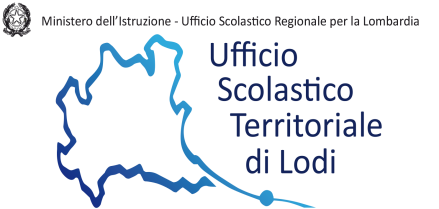 Ministero dell'Istruzione - Ufficio Scolastico Regionale per la Lombardia
Ufficio
Scolastico
Territoriale
di Lodi